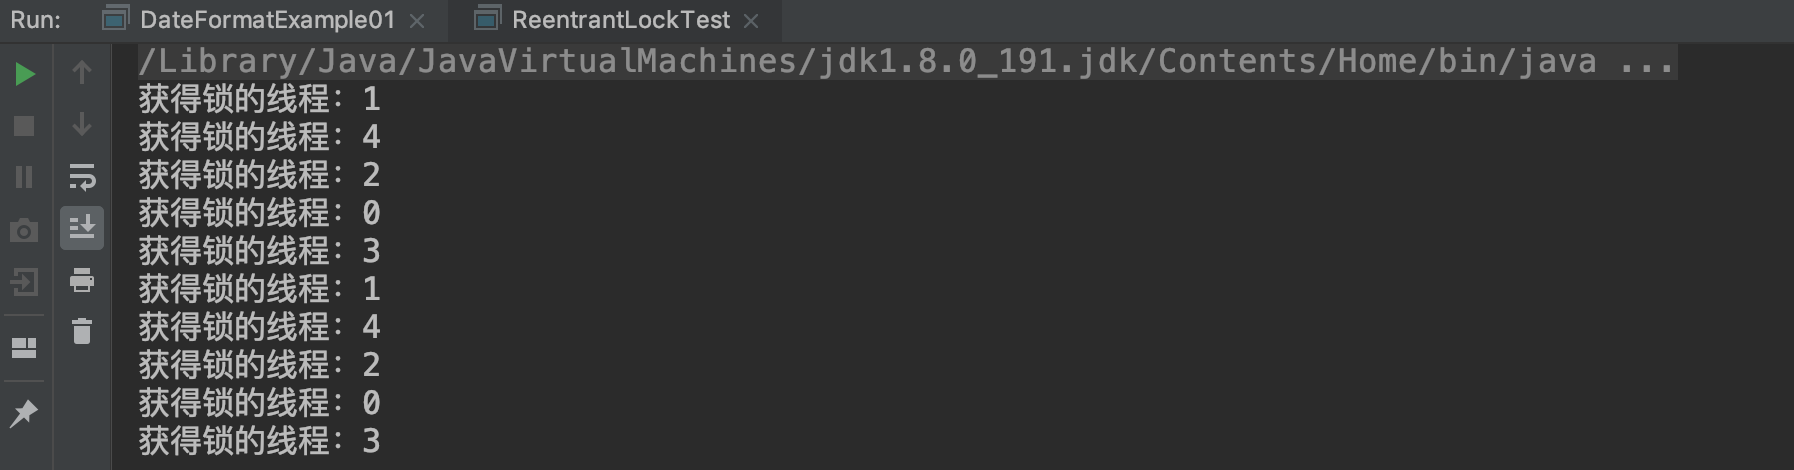 Run: DateFormatExample01 ReentrantLockTest
/Library/Java/JavaVirtualMachines/jdk1.8.0_191.jdk/Contents/Home/bin/java ...
获得锁的线程：1
获得锁的线程：4
获得锁的线程：2
获得锁的线程：0
获得锁的线程：3
获得锁的线程：1
获得锁的线程：4
获得锁的线程：2
获得锁的线程：0
获得锁的线程：3